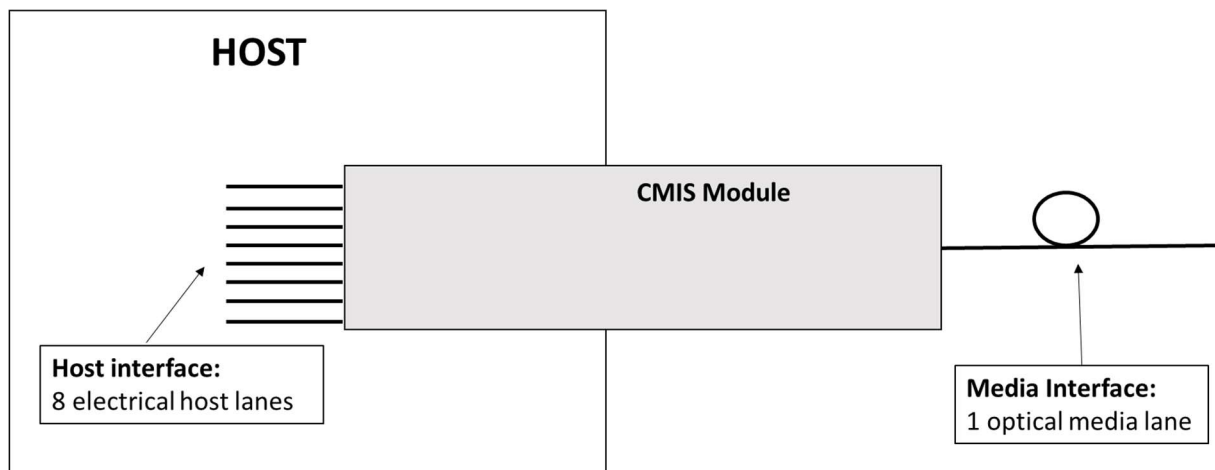 HOST
CMIS Module
Host interface:
8 electrical host lanes
Media Interface:
1 optical media lane